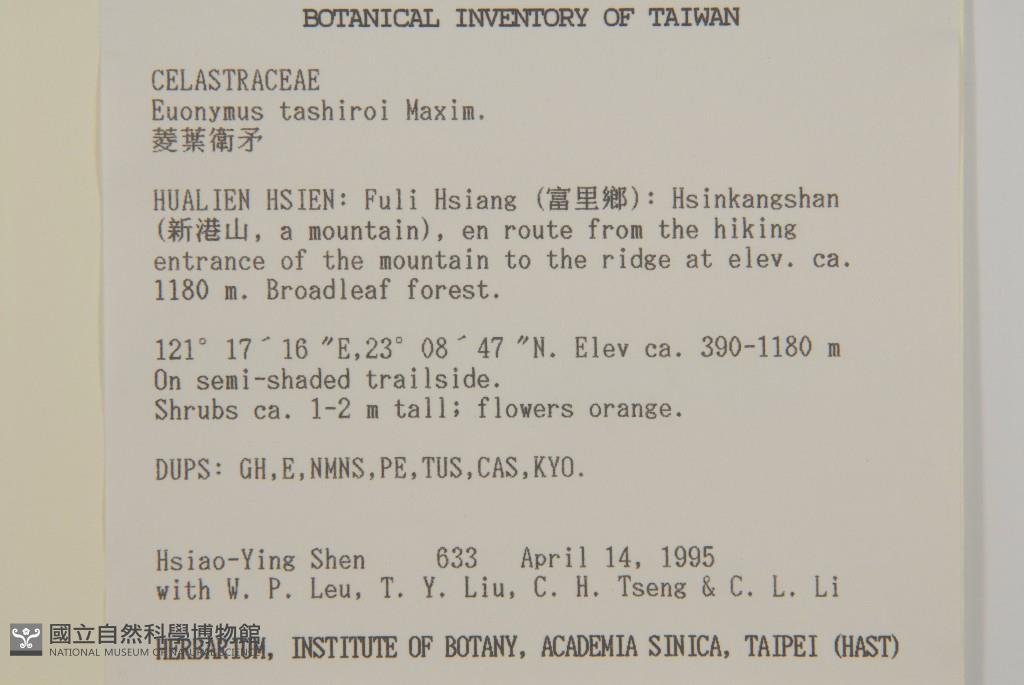 BOTANICAL INVENTORY OF TAIWAN
CELASTRACEAE
Euonymus tashiroi Maxim.
菱葉衛矛
HUALIEN HSIEN: Fuli Hsiang (富里鄉): Hsinkangshan
(新港山, a mountain), en route from the hiking
entrance of the mountain to the ridge at elev. ca.
1180 m. Broadleaf forest.
121° 17´ 16 ″E,23° 08´ 47 ″N. Elev ca. 390-1180 m
On semi-shaded trailside.
Shrubs ca. 1-2 m tall; flowers orange.
DUPS: GH,E,NMNS,PE,TUS,CAS,KYO.
Hsiao-Ying Shen 633 April 14, 1995
with W. P. Leu, T. Y. Liu, C. H. Tseng & C. L. Li
國立自然科學博物館
NATIONAL MUSEUM OF NATURAL SCIENCE
HERBARIUM, INSTITUTE OF BOTANY, ACADEMIA SINICA, TAIPEI (HAST)